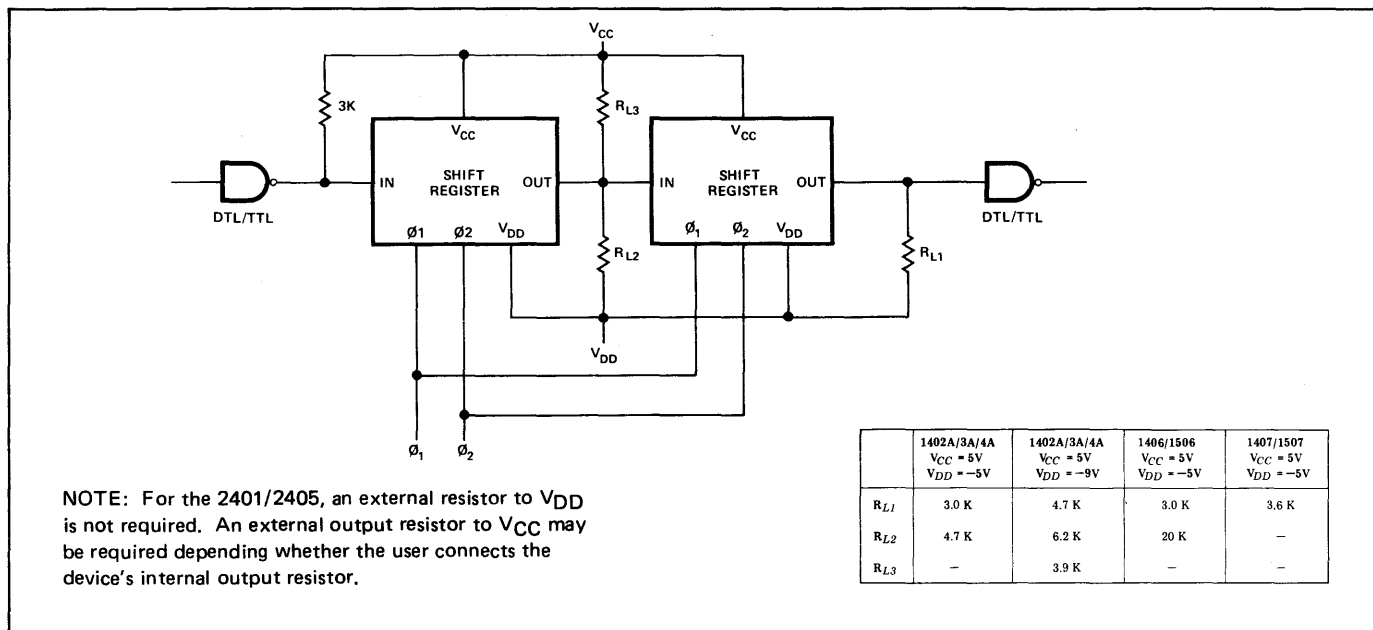 V_CC
3K
R_L3
V_CC
V_CC
SHIFT
REGISTER
IN
OUT
SHIFT
REGISTER
IN
OUT
DTL/TTL
DTL/TTL
Ø1 Ø2 V_DD
Ø_1 Ø_2 V_DD
R_L2
R_L1
V_DD
Ø_1 Ø_2
NOTE: For the 2401/2405, an external resistor to V_DD
is not required. An external output resistor to V_CC may
be required depending whether the user connects the
device's internal output resistor.
1402A/3A/4A 1402A/3A/4A 1406/1506 1407/1507
V_CC = 5V V_CC = 5V V_CC = 5V V_CC = 5V
V_DD = −5V V_DD = −9V V_DD = −5V V_DD = −5V
R_L1 3.0 K 4.7 K 3.0 K 3.6 K
R_L2 4.7 K 6.2 K 20 K —
R_L3 — 3.9 K — —